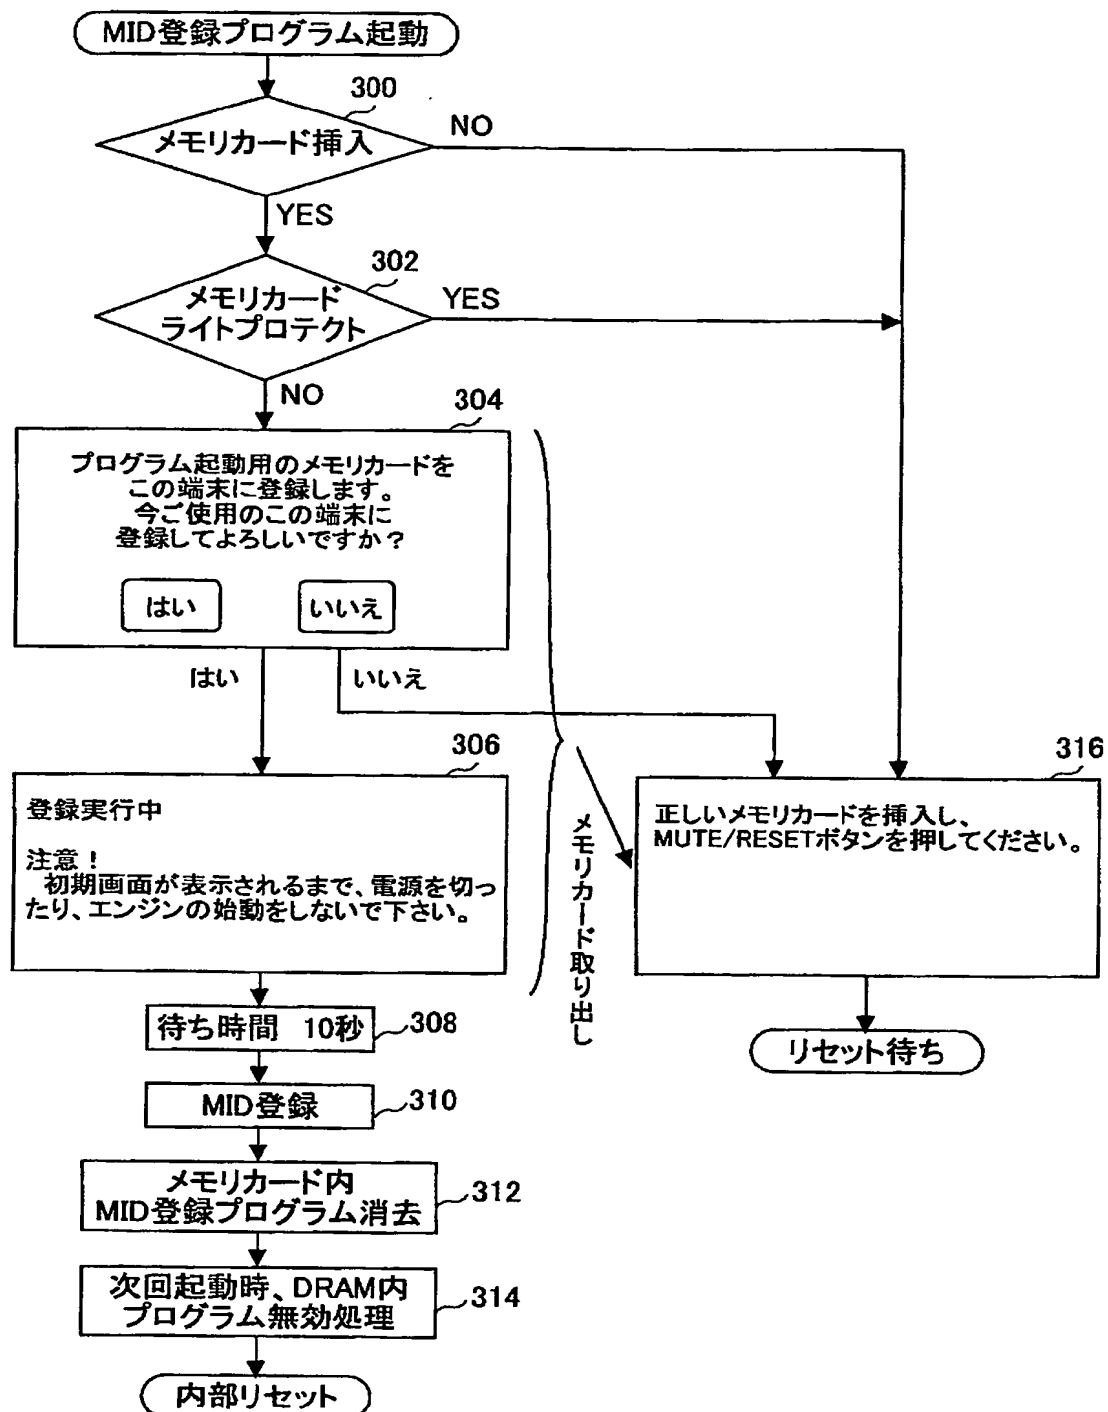 MID登録プログラム起動
300
メモリカード挿入
NO
YES
302
メモリカード
ライトプロテクト
YES
NO
304
プログラム起動用のメモリカードを
この端末に登録します。
今ご使用のこの端末に
登録してよろしいですか？
はい
いいえ
はい
いいえ
306
登録実行中
注意！
初期画面が表示されるまで、電源を切っ
たり、エンジンの始動をしないで下さい。
メモリカード取り出し
316
正しいメモリカードを挿入し、
MUTE/RESETボタンを押してください。
リセット待ち
待ち時間 10秒
308
MID登録
310
メモリカード内
MID登録プログラム消去
312
次回起動時、DRAM内
プログラム無効処理
314
内部リセット